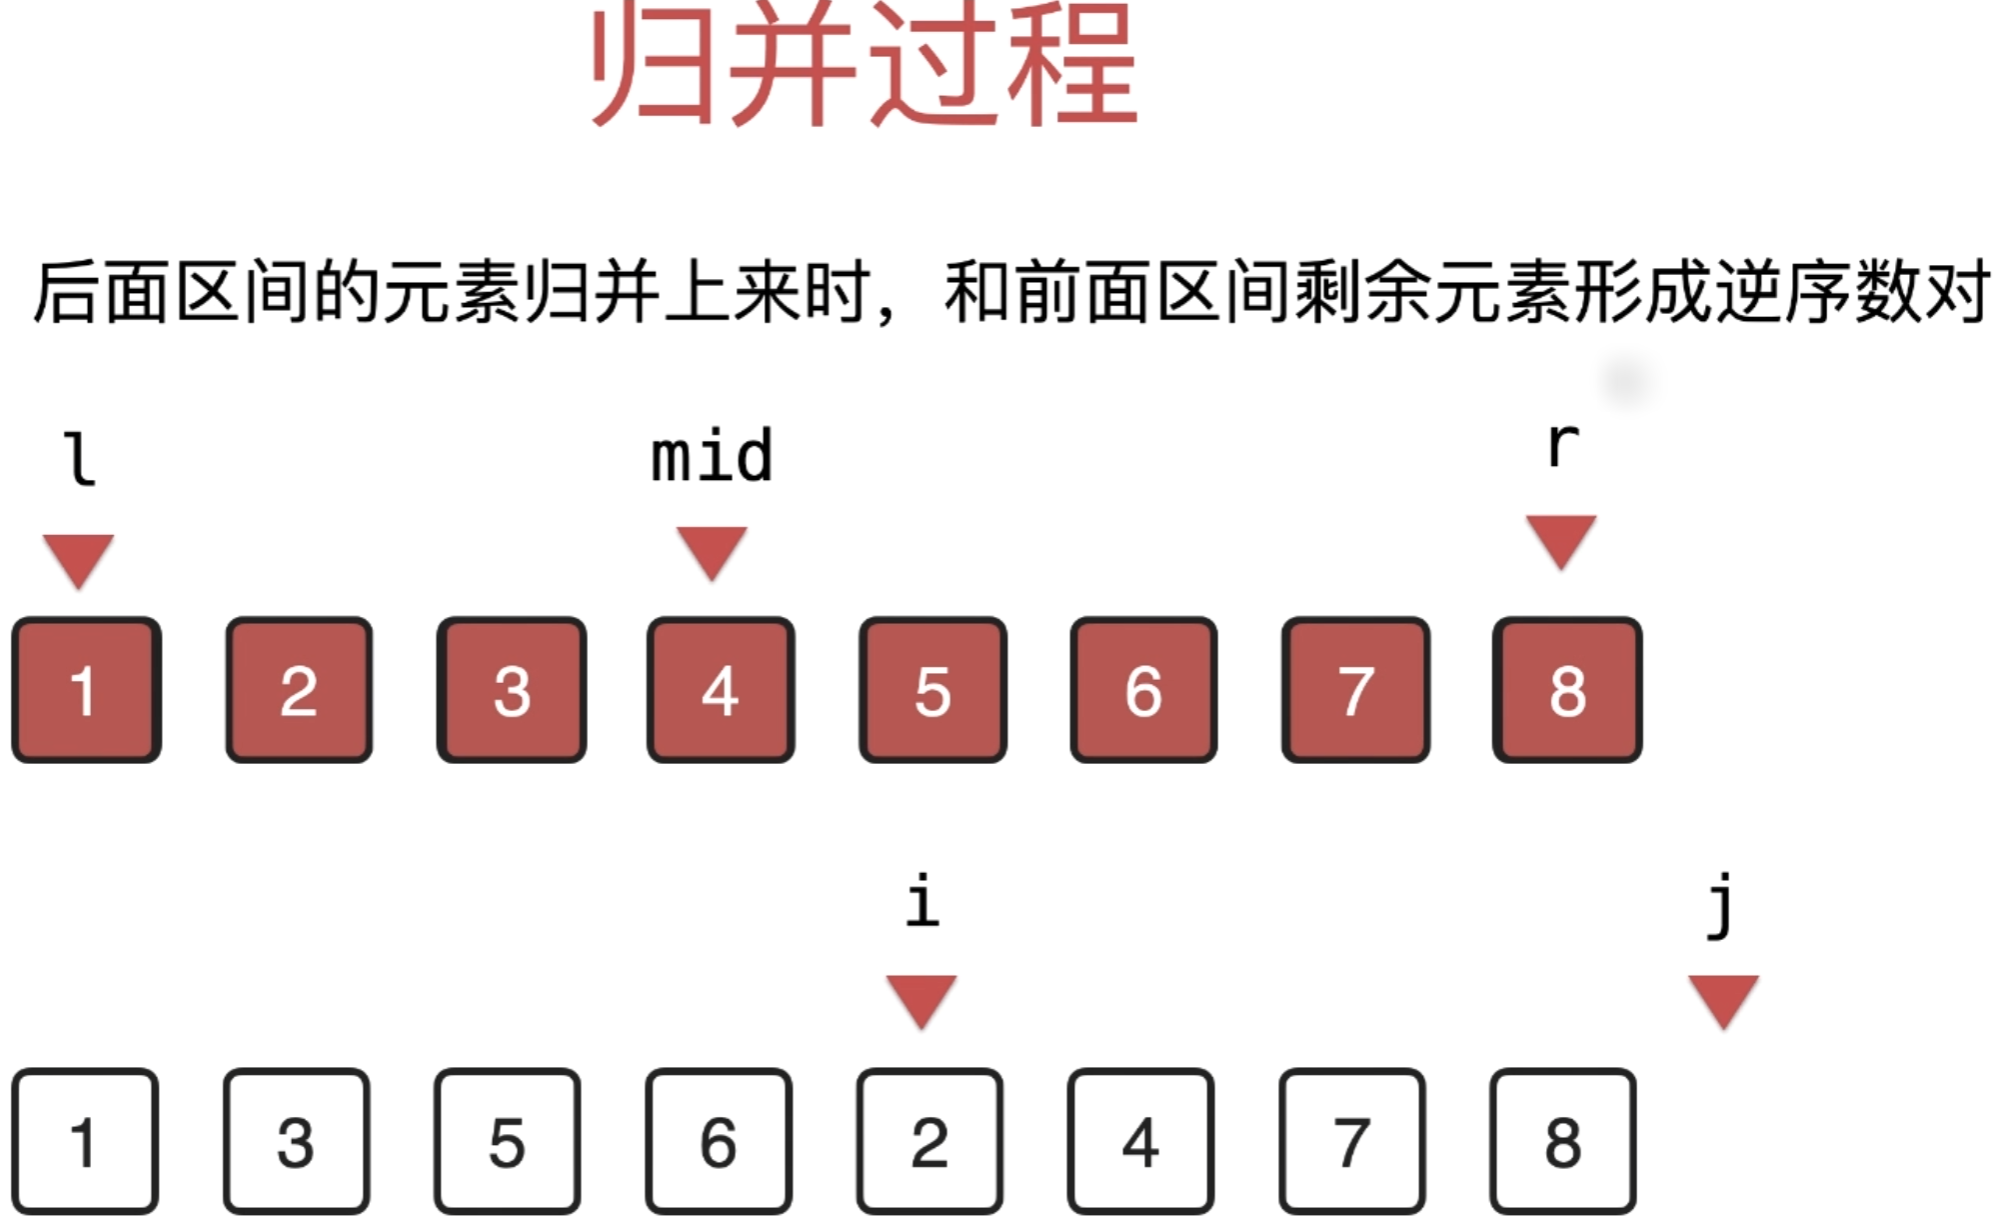 归并过程
后面区间的元素归并上来时，和前面区间剩余元素形成逆序数对
l mid r
1 2 3 4 5 6 7 8
i j
1 3 5 6 2 4 7 8